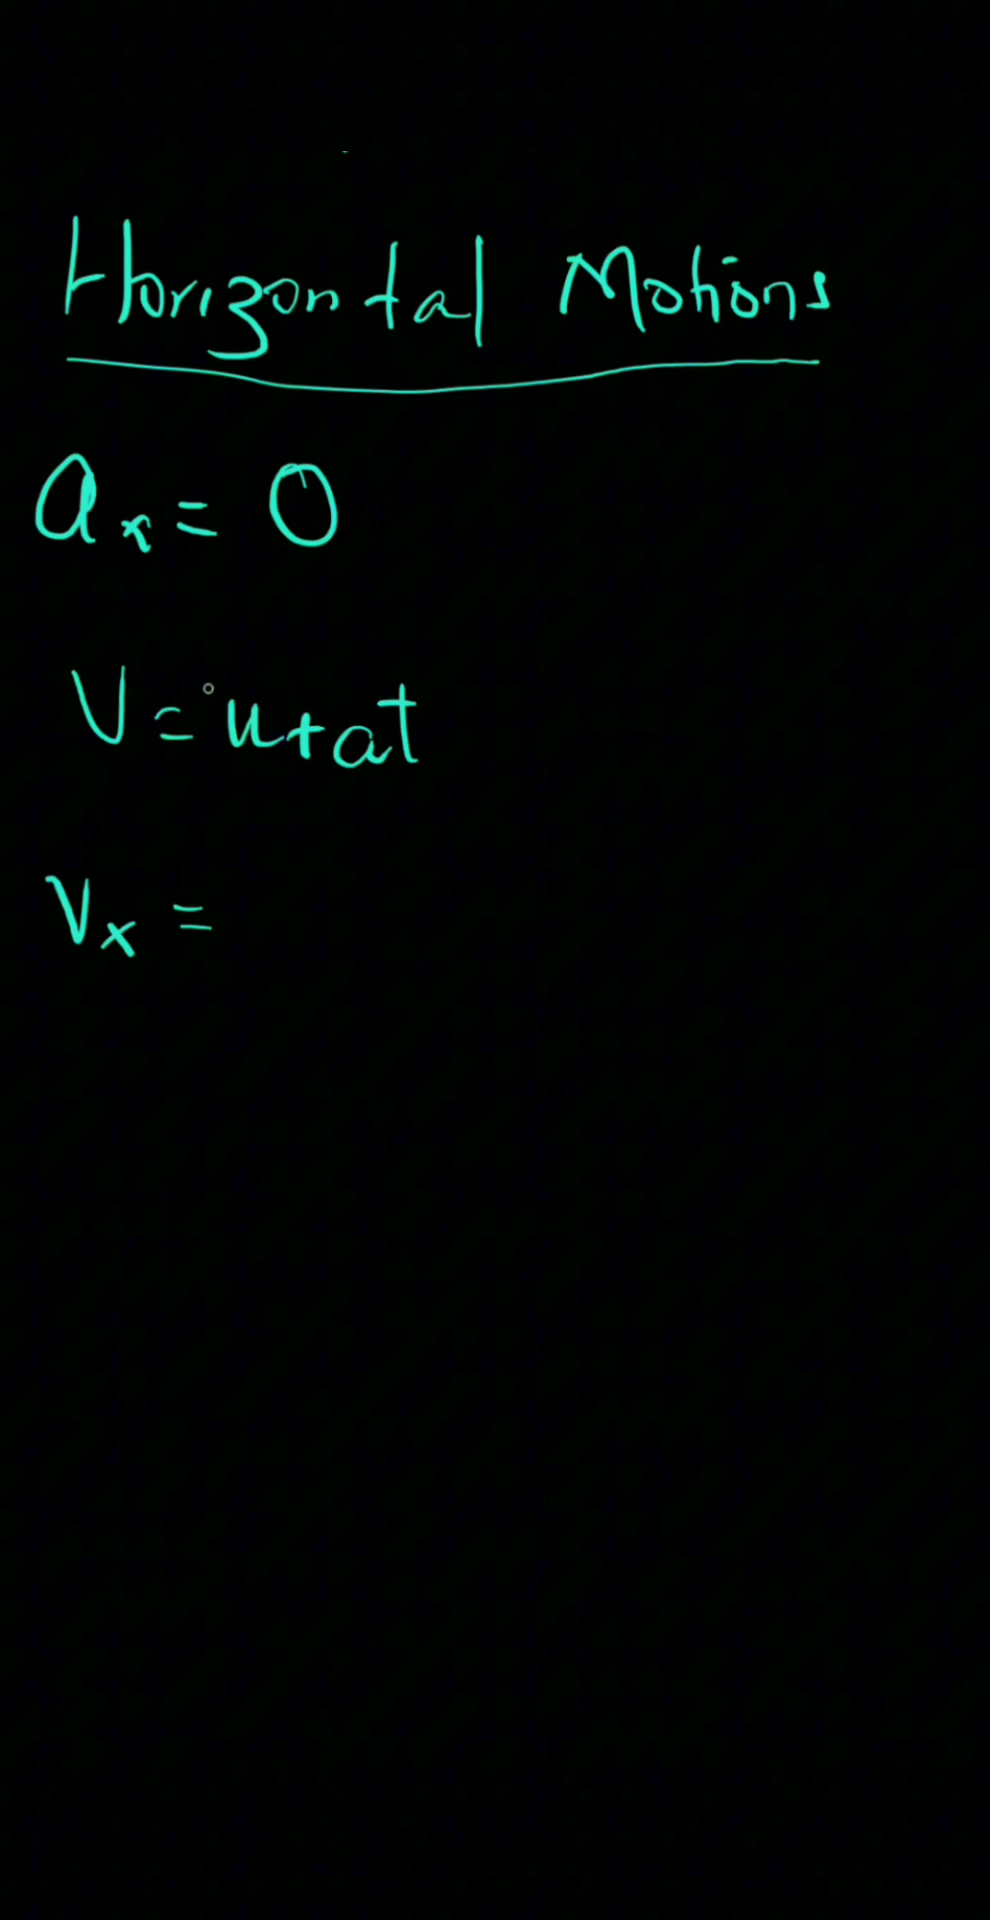 Horizontal Motions
aₓ = 0
V = u+at
Vₓ =